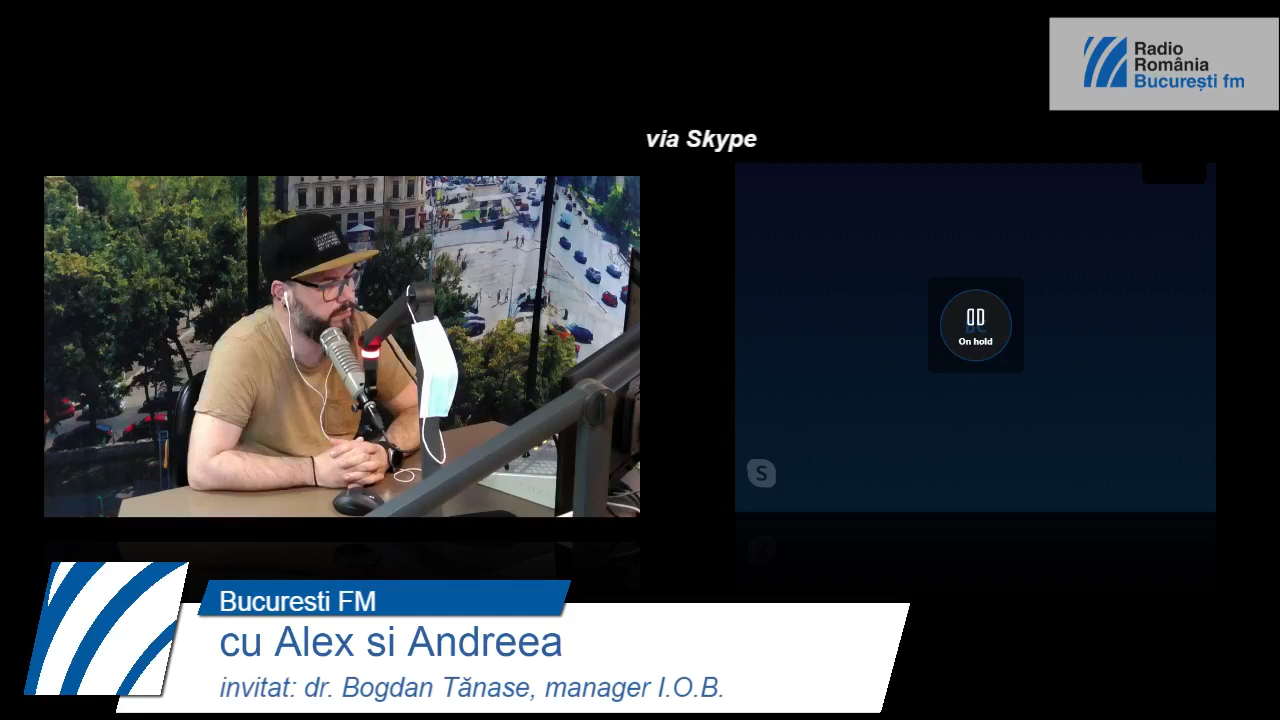 Radio
România
București fm
via Skype
On hold
S
Bucuresti FM
cu Alex si Andreea
invitat: dr. Bogdan Tănase, manager I.O.B.